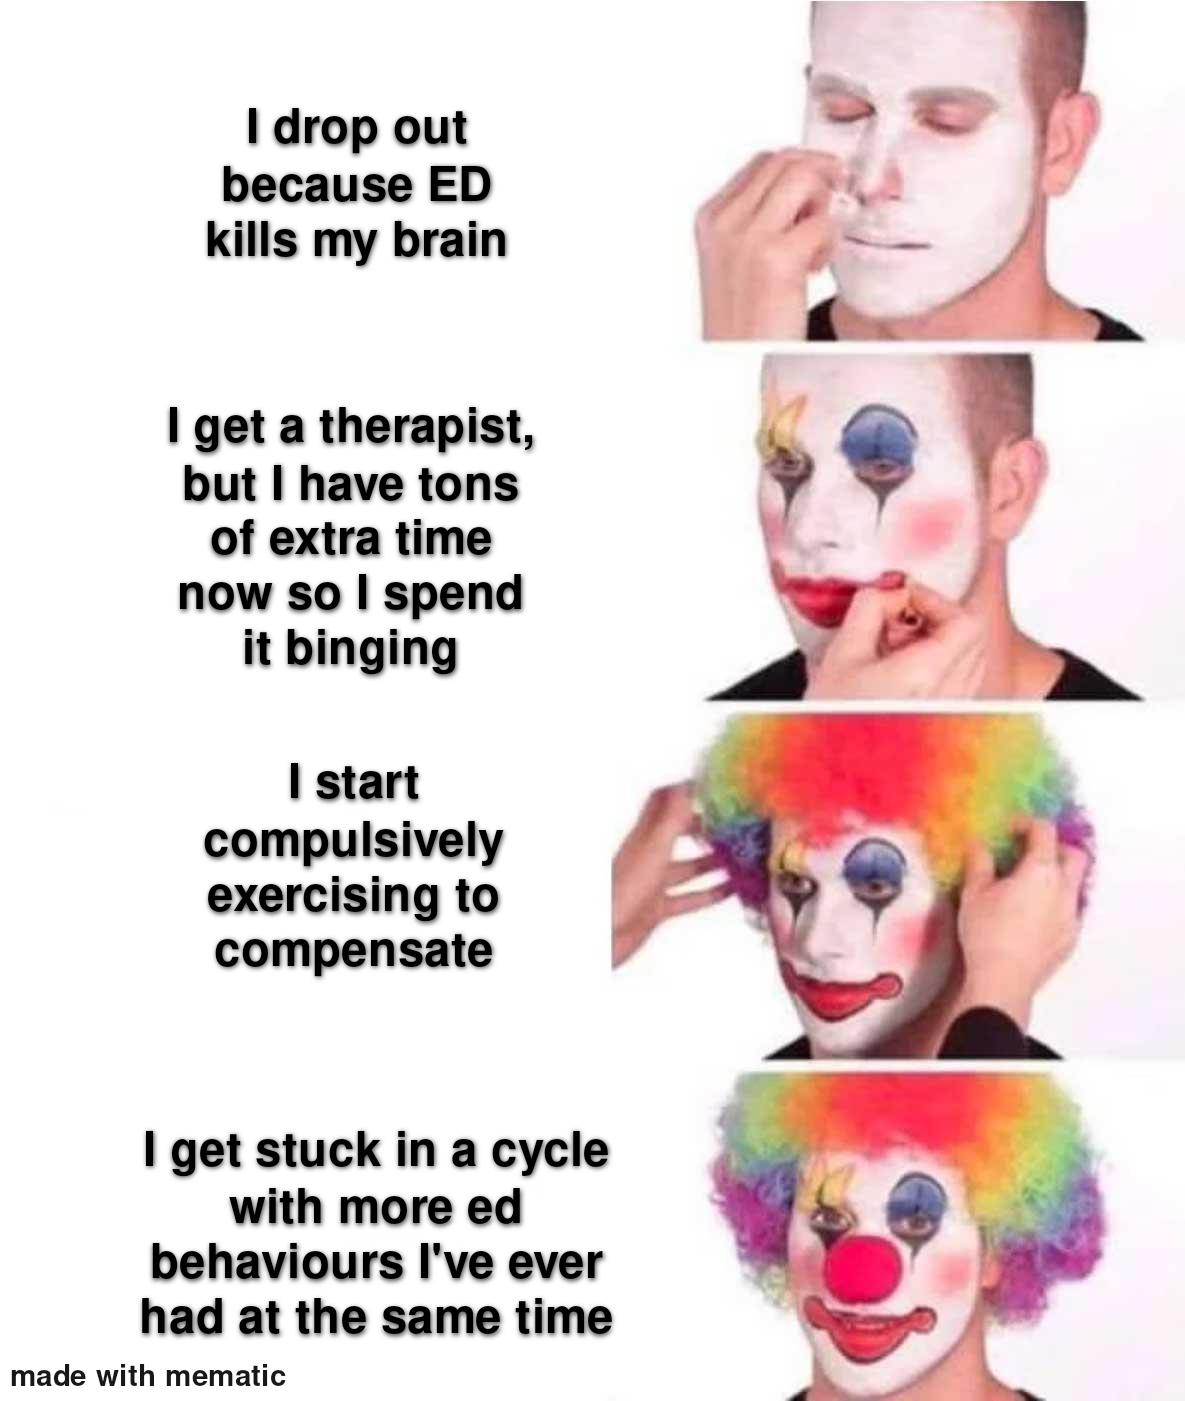 I drop out
because ED
kills my brain
I get a therapist,
but I have tons
of extra time
now so I spend
it binging
I start
compulsively
exercising to
compensate
I get stuck in a cycle
with more ed
behaviours I've ever
had at the same time
made with mematic